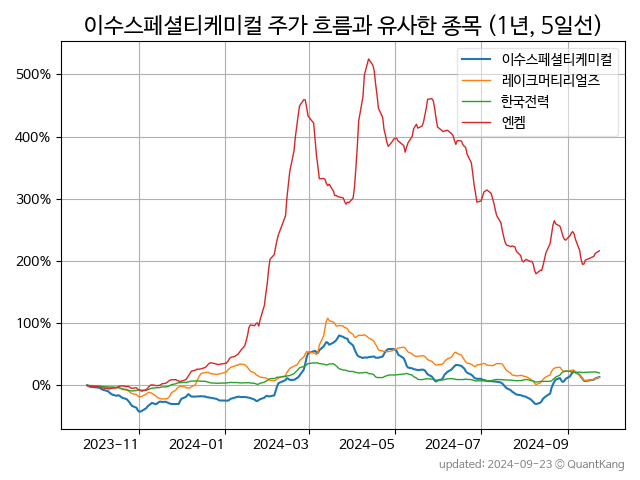 이수스페셜티케미컬 주가 흐름과 유사한 종목 (1년, 5일선)
이수스페셜티케미컬
레이크머티리얼즈
한국전력
엔켐
500%
400%
300%
200%
100%
0%
2023-11 2024-01 2024-03 2024-05 2024-07 2024-09
updated: 2024-09-23 © QuantKang